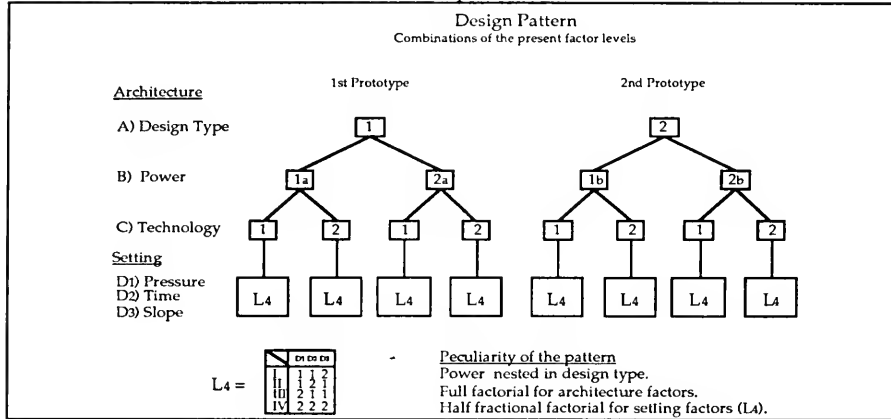 Design Pattern
Combinations of the present factor levels
1st Prototype 2nd Prototype
Architecture
A) Design Type 1 2
B) Power 1a 2a 1b 2b
C) Technology 1 2 1 2 1 2 1 2
Setting
D1) Pressure
D2) Time
D3) Slope
L4 L4 L4 L4 L4 L4 L4 L4
L4 =
D1 D2 D3
I 1 1 2
II 1 2 1
III 2 1 1
IV 2 2 2
- Peculiarity of the pattern
Power nested in design type.
Full factorial for architecture factors.
Half fractional factorial for setting factors (L4).